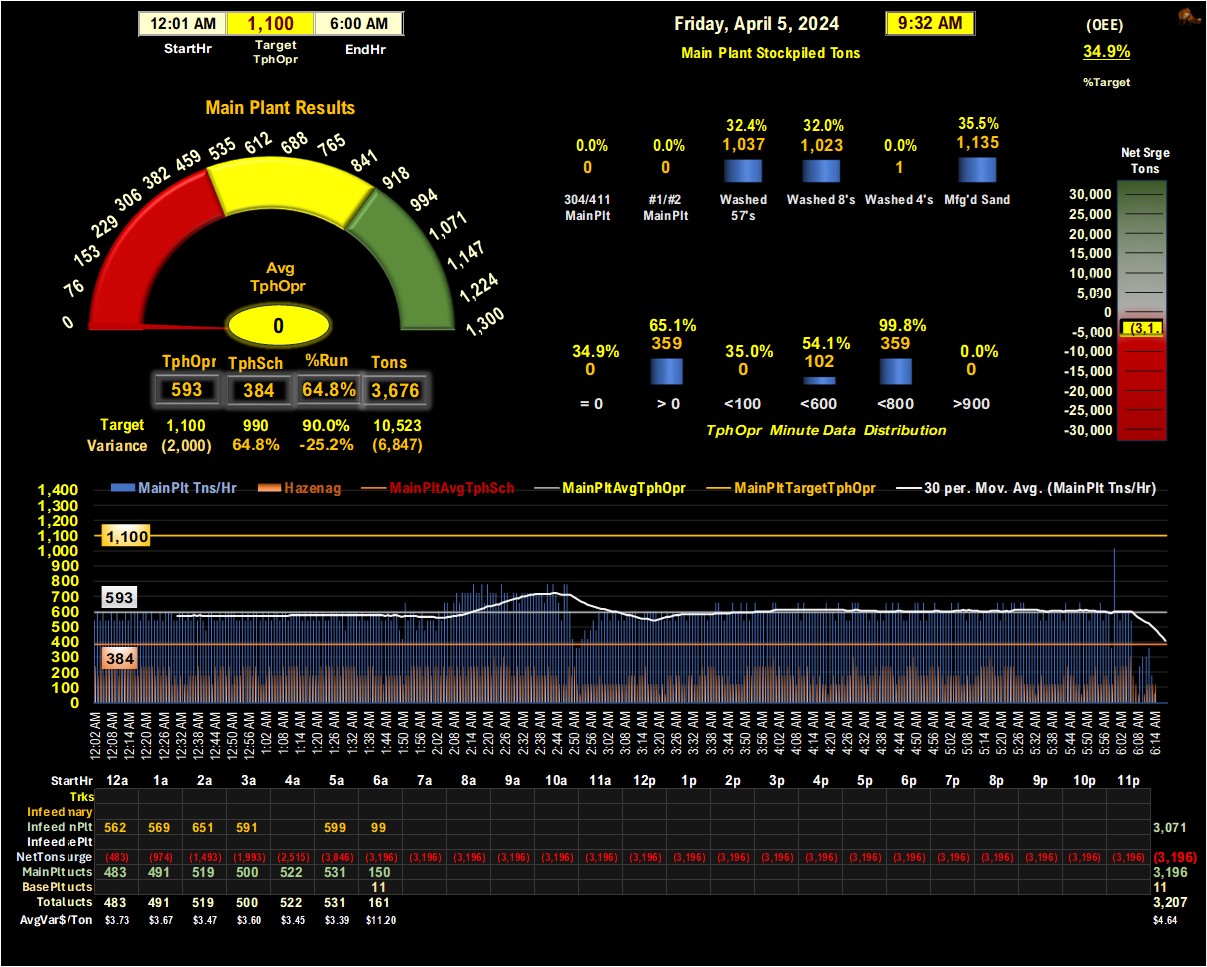 12:01 AM 1,100 6:00 AM
StartHr Target TphOpr EndHr
Friday, April 5, 2024 9:32 AM
Main Plant Stockpiled Tons
(OEE)
34.9%
%Target
Main Plant Results
0 76 153 229 306 382 459 535 612 688 765 841 918 994 1,071 1,147 1,224 1,300
Avg
TphOpr
0
TphOpr TphSch %Run Tons
593 384 64.8% 3,676
Target 1,100 990 90.0% 10,523
Variance (2,000) 64.8% -25.2% (6,847)
0.0% 0.0% 32.4% 32.0% 0.0% 35.5%
0 0 1,037 1,023 1 1,135
304/411 MainPlt #1/#2 MainPlt Washed 57's Washed 8's Washed 4's Mfg'd Sand
34.9% 65.1% 35.0% 54.1% 99.8% 0.0%
0 359 0 102 359 0
= 0 > 0 <100 <600 <800 >900
TphOpr Minute Data Distribution
Net Srge
Tons
30,000
25,000
20,000
15,000
10,000
5,000
0
-5,000
-10,000
-15,000
-20,000
-25,000
-30,000
(3,1.
MainPlt Tns/Hr Hazenag MainPltAvgTphSch MainPltAvgTphOpr MainPltTargetTphOpr 30 per. Mov. Avg. (MainPlt Tns/Hr)
1,400
1,300
1,200
1,100
1,000
900
800
700
600
500
400
300
200
100
0
1,100
593
384
12:02 AM 12:08 AM 12:14 AM 12:20 AM 12:26 AM 12:32 AM 12:38 AM 12:44 AM 12:50 AM 12:56 AM 1:02 AM 1:08 AM 1:14 AM 1:20 AM 1:26 AM 1:32 AM 1:38 AM 1:44 AM 1:50 AM 1:56 AM 2:02 AM 2:08 AM 2:14 AM 2:20 AM 2:26 AM 2:32 AM 2:38 AM 2:44 AM 2:50 AM 2:56 AM 3:02 AM 3:08 AM 3:14 AM 3:20 AM 3:26 AM 3:32 AM 3:38 AM 3:44 AM 3:50 AM 3:56 AM 4:02 AM 4:08 AM 4:14 AM 4:20 AM 4:26 AM 4:32 AM 4:38 AM 4:44 AM 4:50 AM 4:56 AM 5:02 AM 5:08 AM 5:14 AM 5:20 AM 5:26 AM 5:32 AM 5:38 AM 5:44 AM 5:50 AM 5:56 AM 6:02 AM 6:08 AM 6:14 AM
StartHr 12a 1a 2a 3a 4a 5a 6a 7a 8a 9a 10a 11a 12p 1p 2p 3p 4p 5p 6p 7p 8p 9p 10p 11p
Trks
Infeed mary
Infeed nPlt 562 569 651 591 599 99 3,071
Infeed ePlt
NetTons urge (483) (974) (1,493) (1,993) (2,515) (3,046) (3,196) (3,196) (3,196) (3,196) (3,196) (3,196) (3,196) (3,196) (3,196) (3,196) (3,196) (3,196) (3,196) (3,196) (3,196) (3,196) (3,196) (3,196) (3,196)
MainPlt ucts 483 491 519 500 522 531 150 3,196
BasePlt ucts 11 11
Total ucts 483 491 519 500 522 531 161 3,207
AvgVar$/Ton $3.73 $3.67 $3.47 $3.60 $3.45 $3.39 $11.20 $4.64